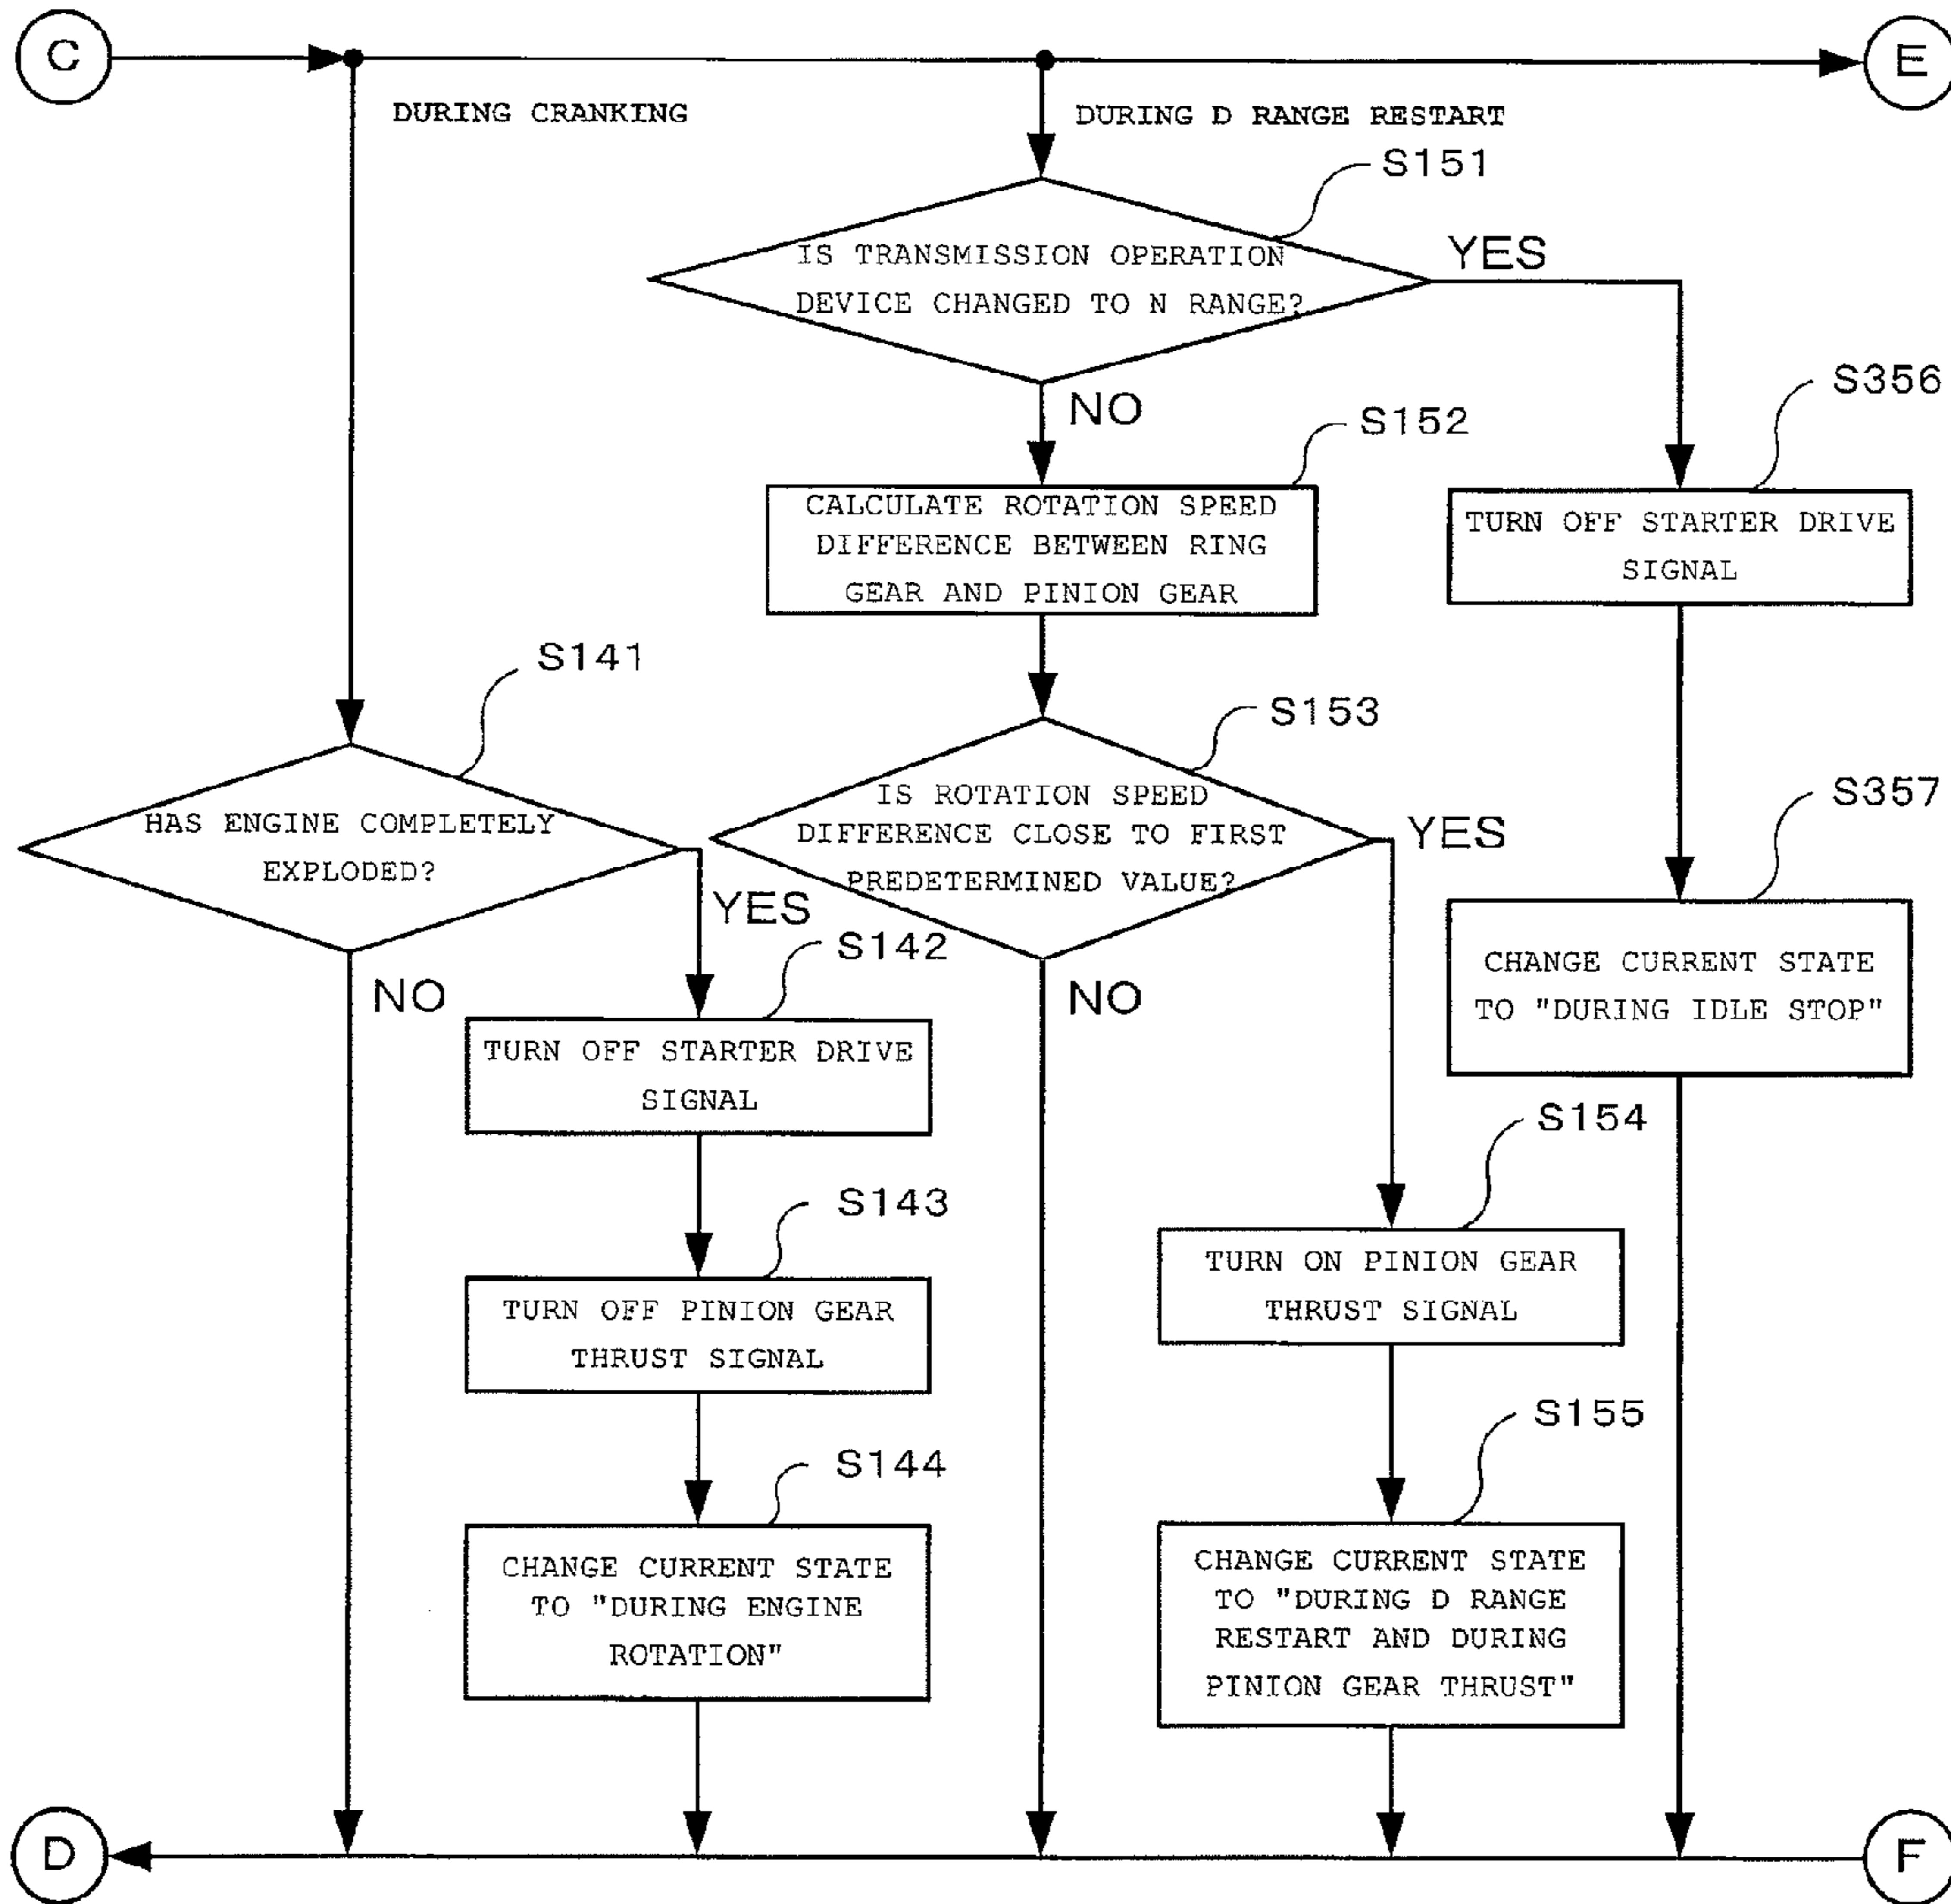 C
E
DURING CRANKING
DURING D RANGE RESTART
S151
IS TRANSMISSION OPERATION
DEVICE CHANGED TO N RANGE?
YES
NO
S356
TURN OFF STARTER DRIVE
SIGNAL
S152
CALCULATE ROTATION SPEED
DIFFERENCE BETWEEN RING
GEAR AND PINION GEAR
S141
HAS ENGINE COMPLETELY
EXPLODED?
YES
NO
S153
IS ROTATION SPEED
DIFFERENCE CLOSE TO FIRST
PREDETERMINED VALUE?
YES
NO
S357
CHANGE CURRENT STATE
TO "DURING IDLE STOP"
S142
TURN OFF STARTER DRIVE
SIGNAL
S143
TURN OFF PINION GEAR
THRUST SIGNAL
S144
CHANGE CURRENT STATE
TO "DURING ENGINE
ROTATION"
S154
TURN ON PINION GEAR
THRUST SIGNAL
S155
CHANGE CURRENT STATE
TO "DURING D RANGE
RESTART AND DURING
PINION GEAR THRUST"
D
F